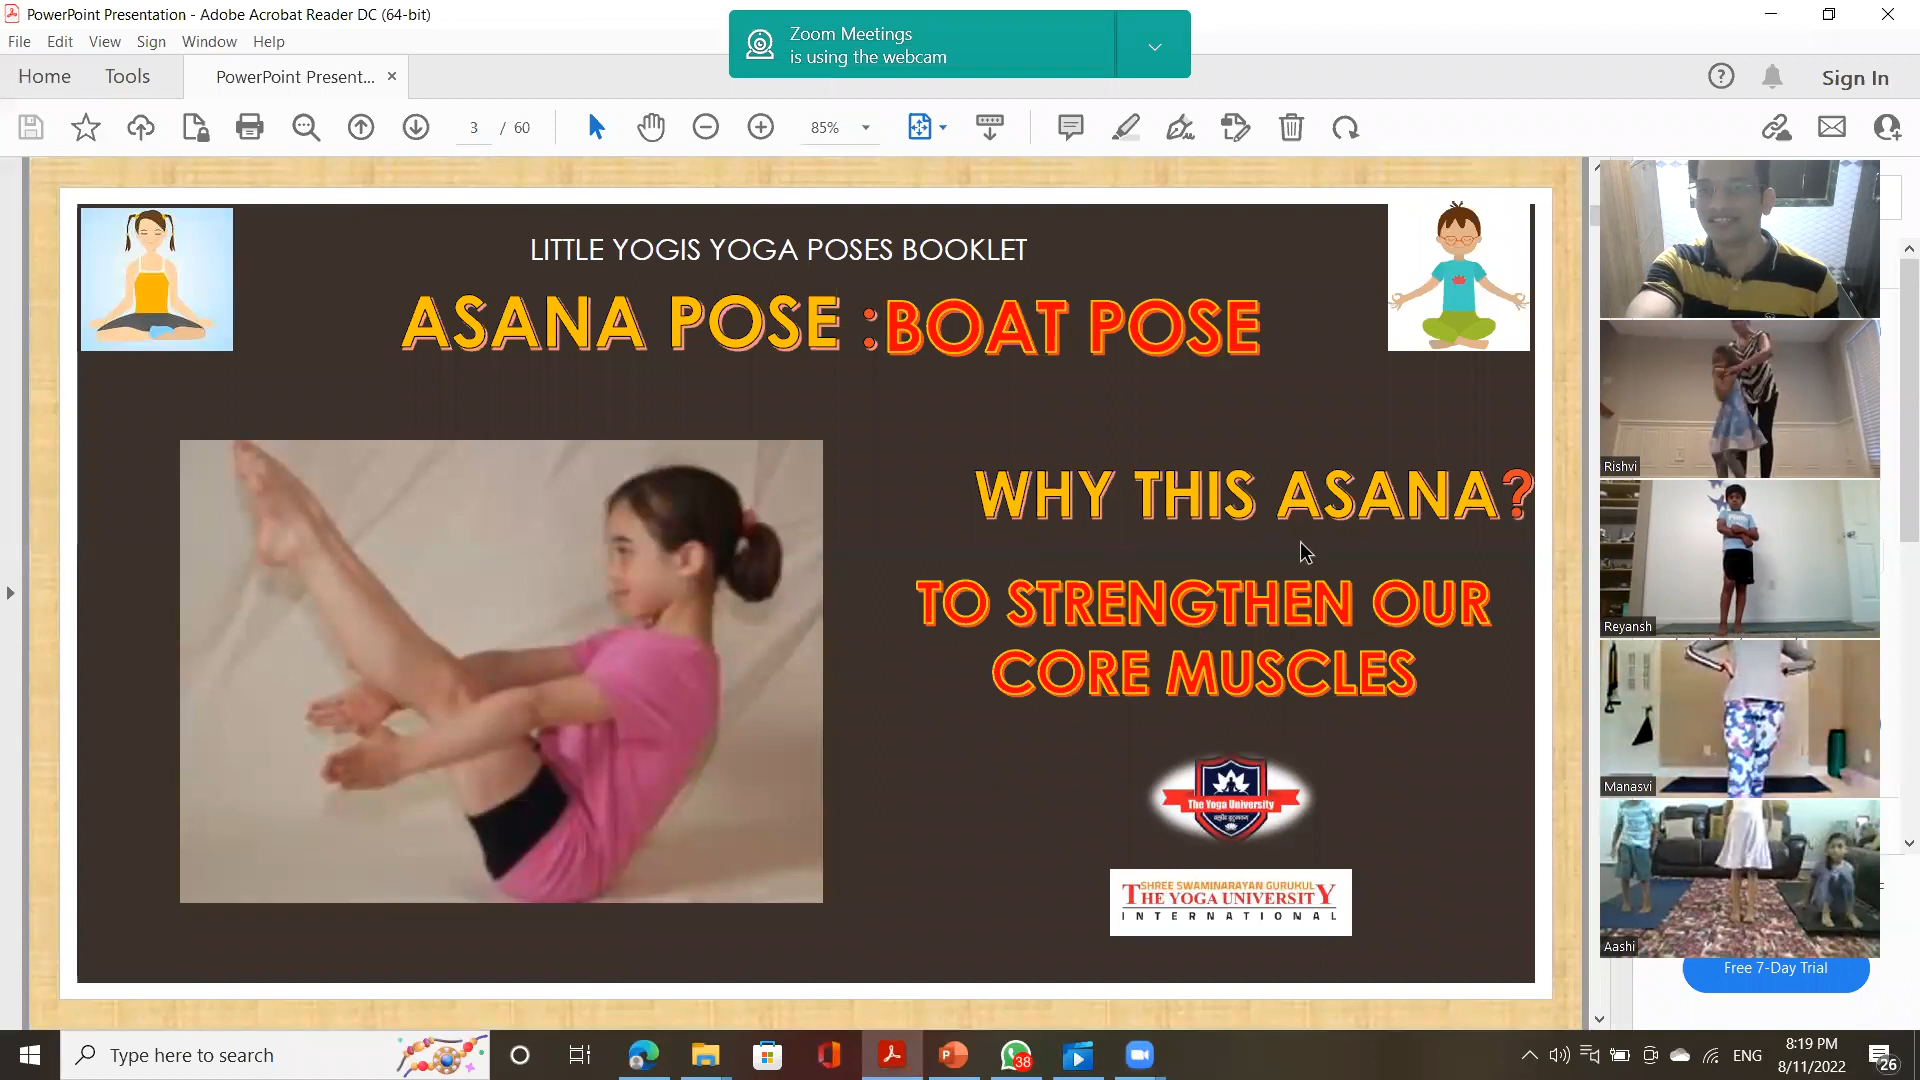 PowerPoint Presentation - Adobe Acrobat Reader DC (64-bit)
File Edit View Sign Window Help
Zoom Meetings
is using the webcam
Home Tools PowerPoint Present... ×
Sign In
3 / 60
85%
LITTLE YOGIS YOGA POSES BOOKLET
ASANA POSE :BOAT POSE
WHY THIS ASANA?
TO STRENGTHEN OUR
CORE MUSCLES
The Yoga University
SHREE SWAMINARAYAN GURUKUL
THE YOGA UNIVERSITY
INTERNATIONAL
Rishvi
Reyansh
Manasvi
Aashi
Free 7-Day Trial
Type here to search
38
ENG
8:19 PM
8/11/2022
26